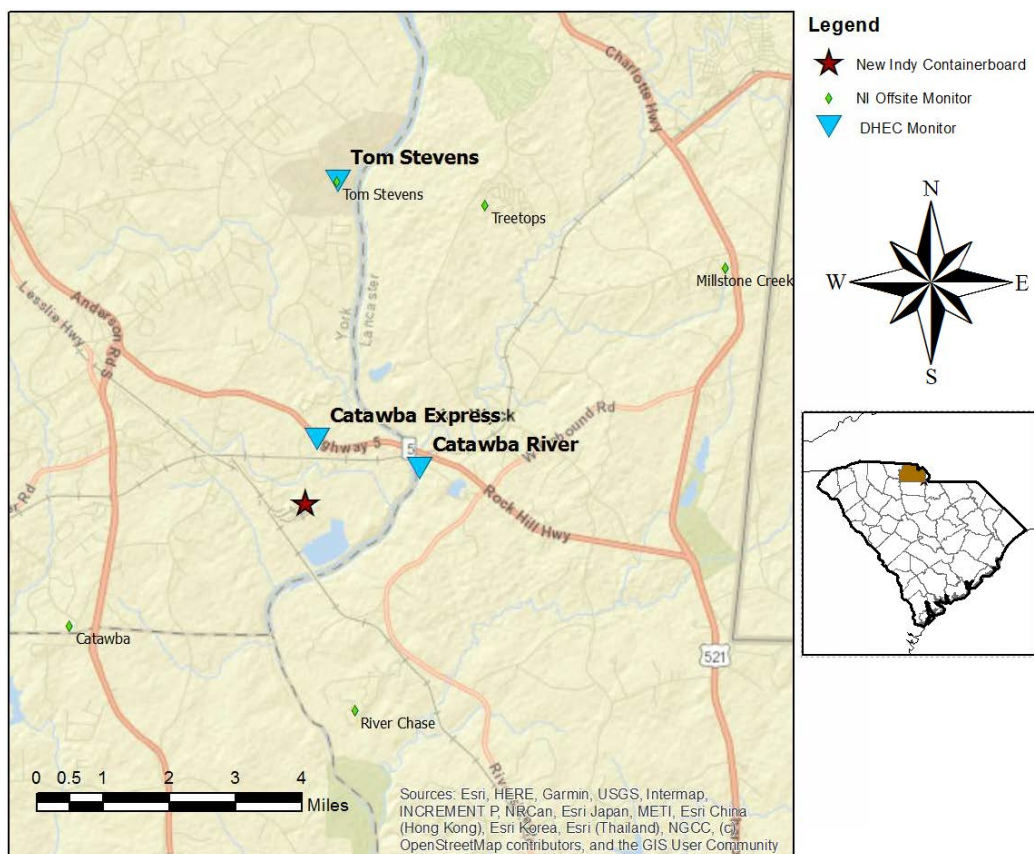 Legend
New Indy Containerboard
NI Offsite Monitor
DHEC Monitor
N
W
E
S
Charlotte Hwy
Tom Stevens
Tom Stevens
Treetops
Millstone Creek
Lesslie Hwy
Anderson Rd S
York
Lancaster
Catawba Express
Highway 5
5
Catawba River
Rd
Rock Hill Hwy
Rd
Catawba
521
River Chase
0 0.5 1 2 3 4
Miles
Sources: Esri, HERE, Garmin, USGS, Intermap,
INCREMENT P, NRCan, Esri Japan, METI, Esri China
(Hong Kong), Esri Korea, Esri (Thailand), NGCC, (c)
OpenStreetMap contributors, and the GIS User Community